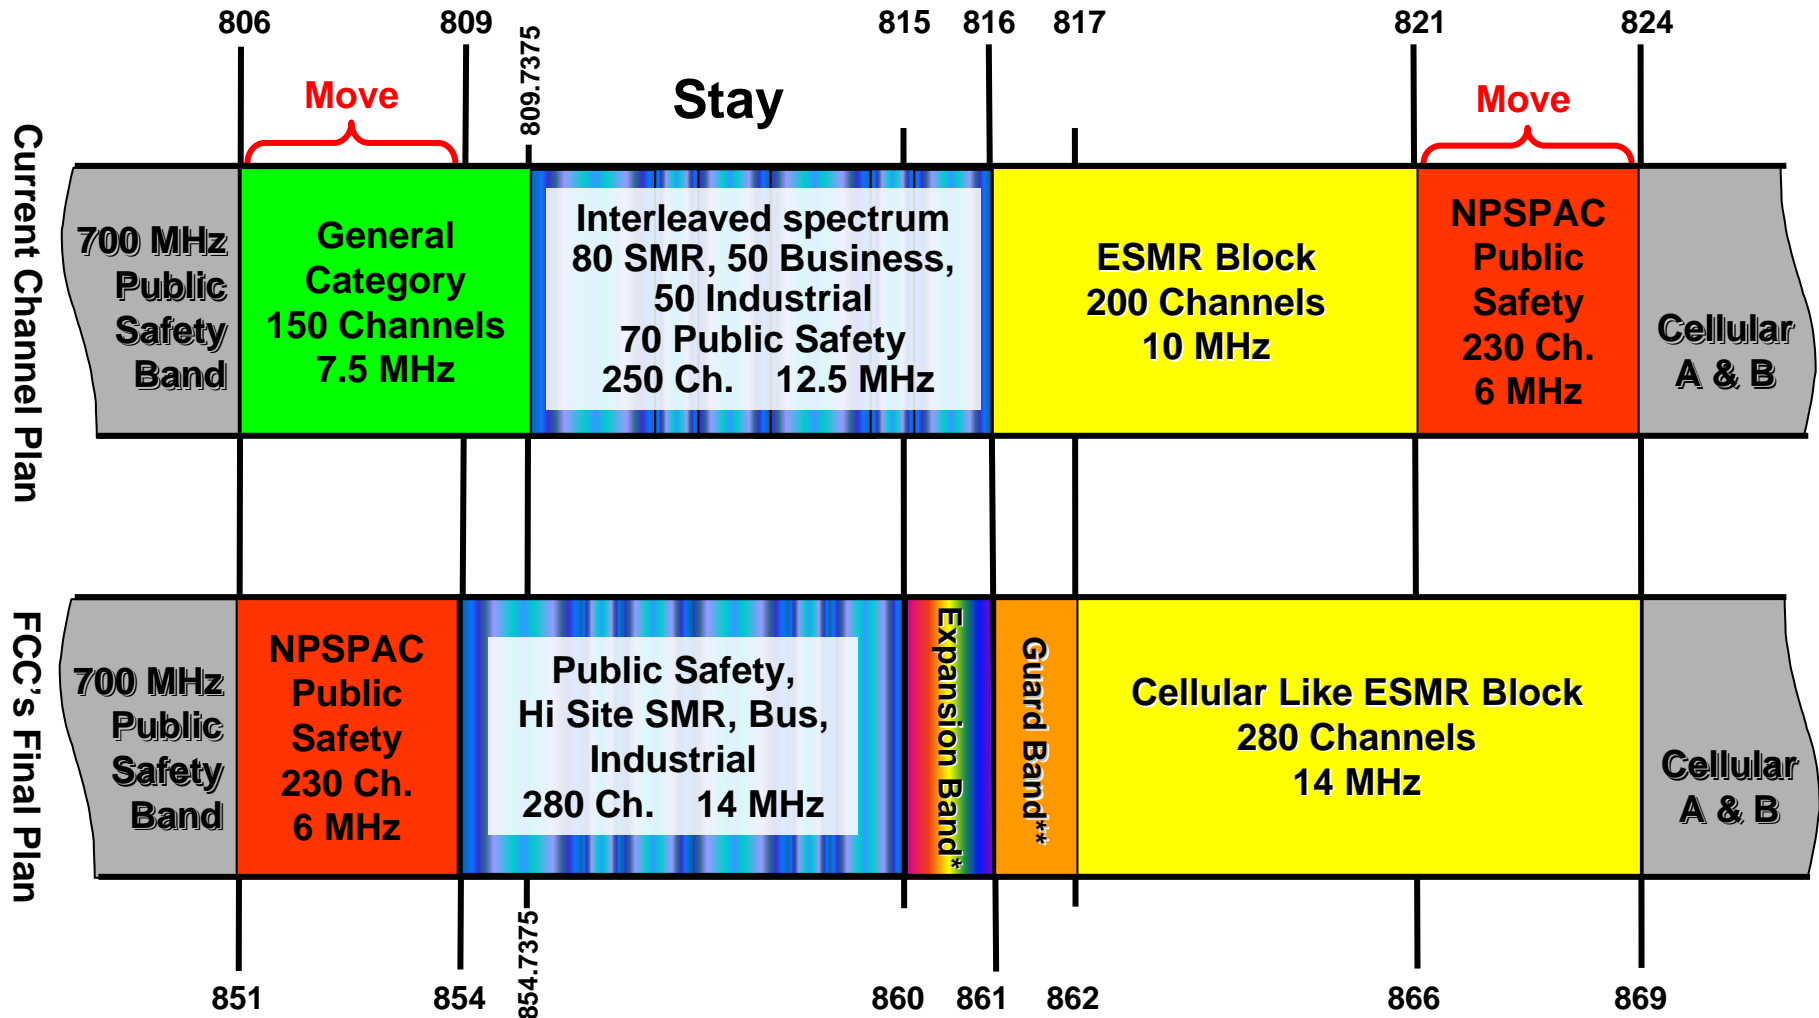 806
809
809.7375
815
816
817
821
824
Move
Stay
Move
Current Channel Plan
700 MHz
Public
Safety
Band
General
Category
150 Channels
7.5 MHz
Interleaved spectrum
80 SMR, 50 Business,
50 Industrial
70 Public Safety
250 Ch. 12.5 MHz
ESMR Block
200 Channels
10 MHz
NPSPAC
Public
Safety
230 Ch.
6 MHz
Cellular
A & B
FCC's Final Plan
700 MHz
Public
Safety
Band
NPSPAC
Public
Safety
230 Ch.
6 MHz
Public Safety,
Hi Site SMR, Bus,
Industrial
280 Ch. 14 MHz
Expansion Band*
Guard Band**
Cellular Like ESMR Block
280 Channels
14 MHz
Cellular
A & B
851
854
854.7375
860
861
862
866
869